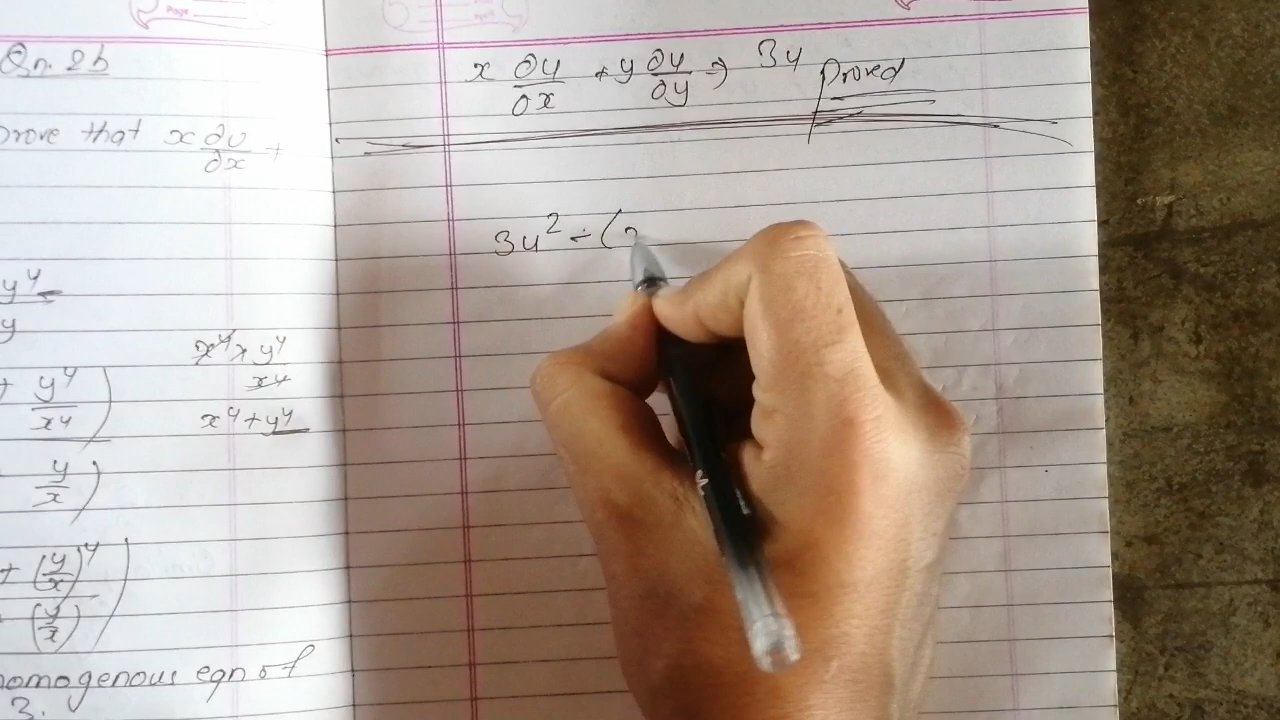 Qn. 2b
prove that x ∂u/∂x +
y⁴
y
x⁴ + y⁴
x⁴
x⁴ + y⁴
+ y⁴/x⁴ )
y/x )
+ (y/x)⁴ )
(y/x)
homogenous eqn of
3.
x ∂u/∂x + y ∂u/∂y ⇒ 3u proved
3u² ÷ (